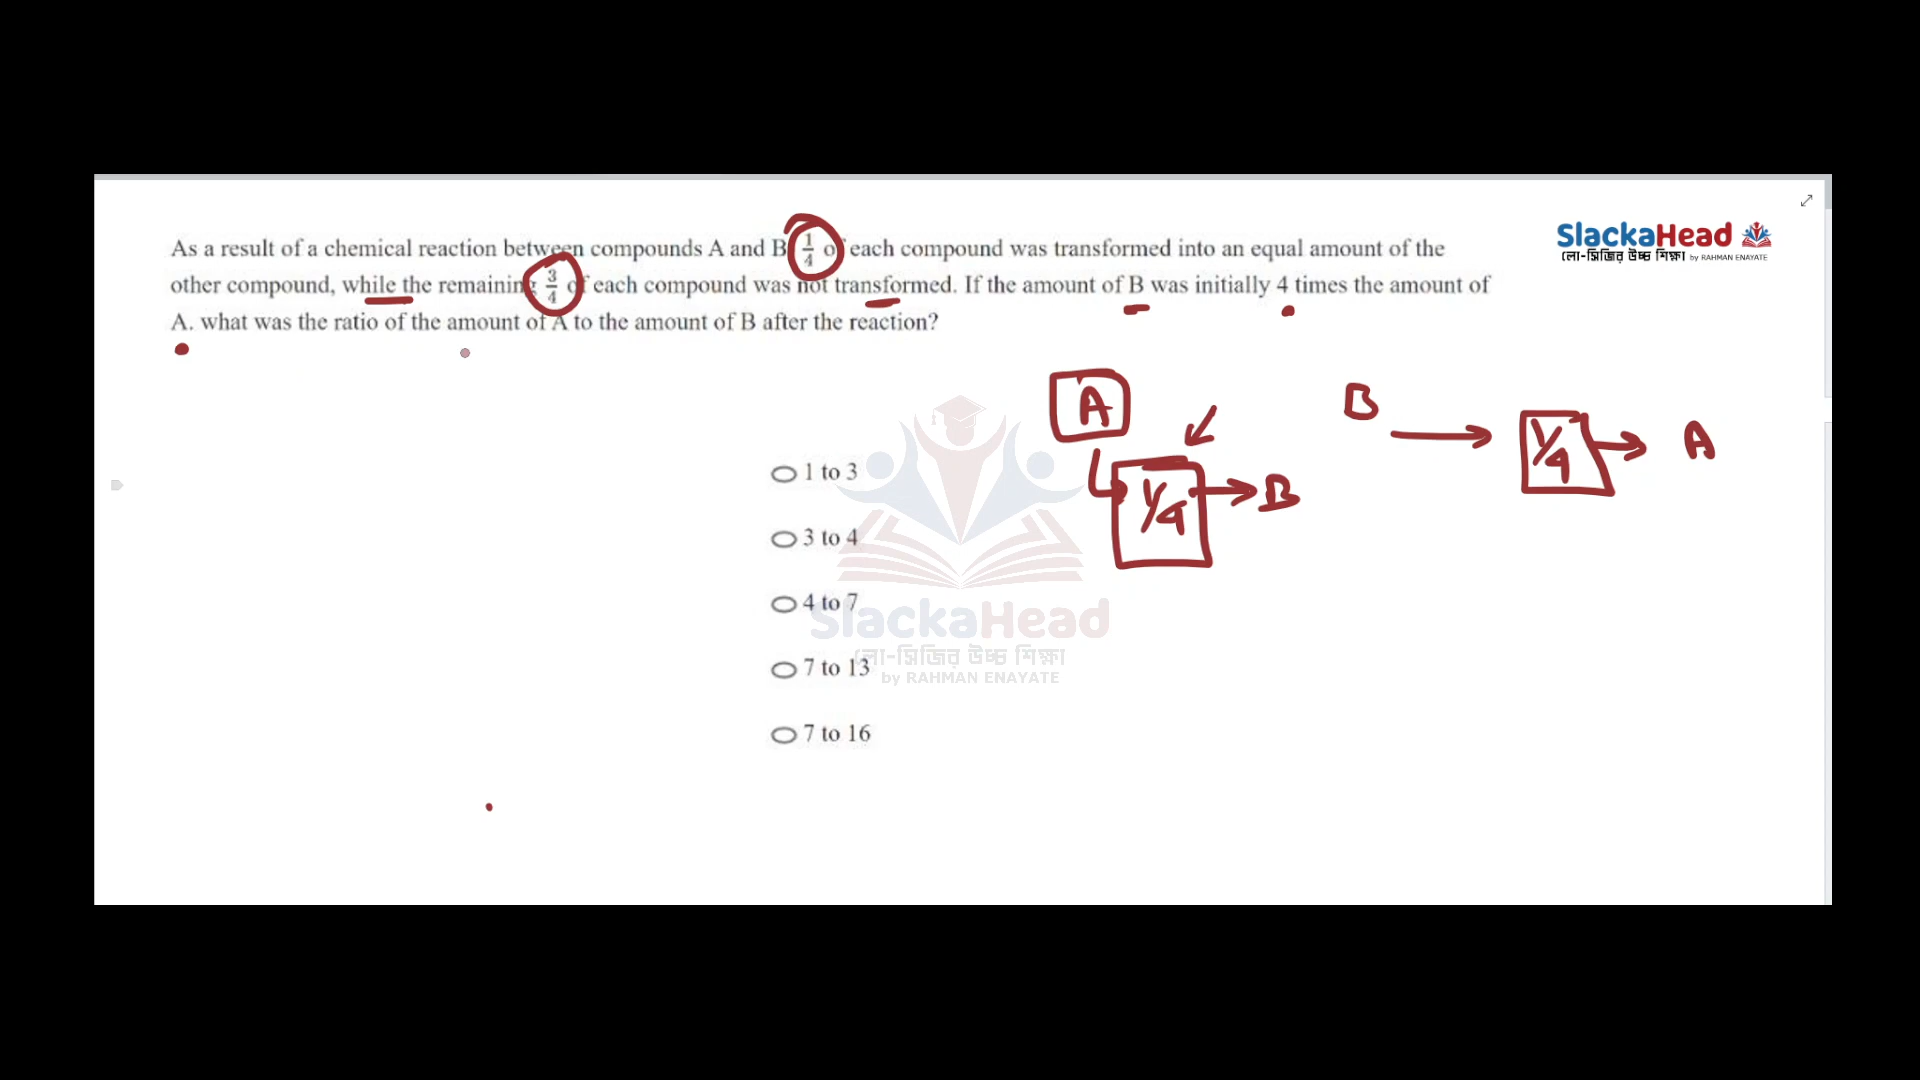 As a result of a chemical reaction between compounds A and B 1/4 of each compound was transformed into an equal amount of the
other compound, while the remaining 3/4 of each compound was not transformed. If the amount of B was initially 4 times the amount of
A. what was the ratio of the amount of A to the amount of B after the reaction?
SlackaHead
লো-সিজির উচ্চ শিক্ষা by RAHMAN ENAYATE
A
1/4 → B
B → 1/4 → A
1 to 3
3 to 4
4 to 7
7 to 13
7 to 16
SlackaHead
লো-সিজির উচ্চ শিক্ষা
by RAHMAN ENAYATE